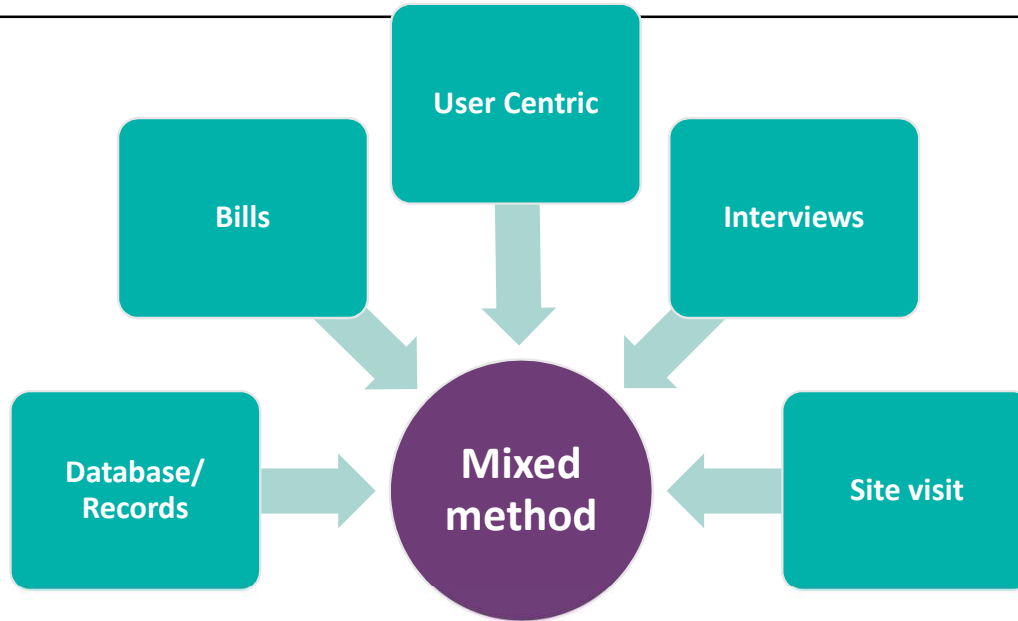 User Centric
Bills
Interviews
Database/
Records
Mixed
method
Site visit